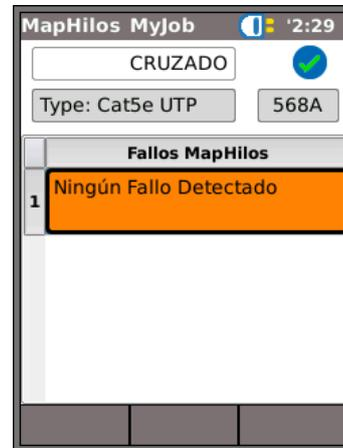 MapHilos MyJob '2:29
CRUZADO
Type: Cat5e UTP 568A
Fallos MapHilos
1 Ningún Fallo Detectado